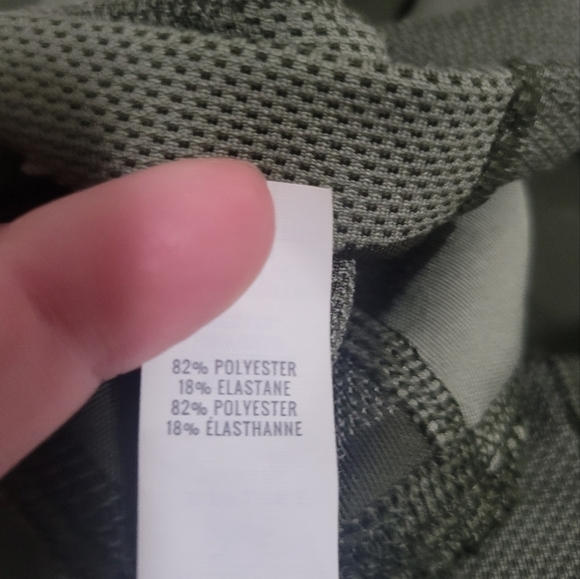 82% POLYESTER
18% ELASTANE
82% POLYESTER
18% ÉLASTHANNE